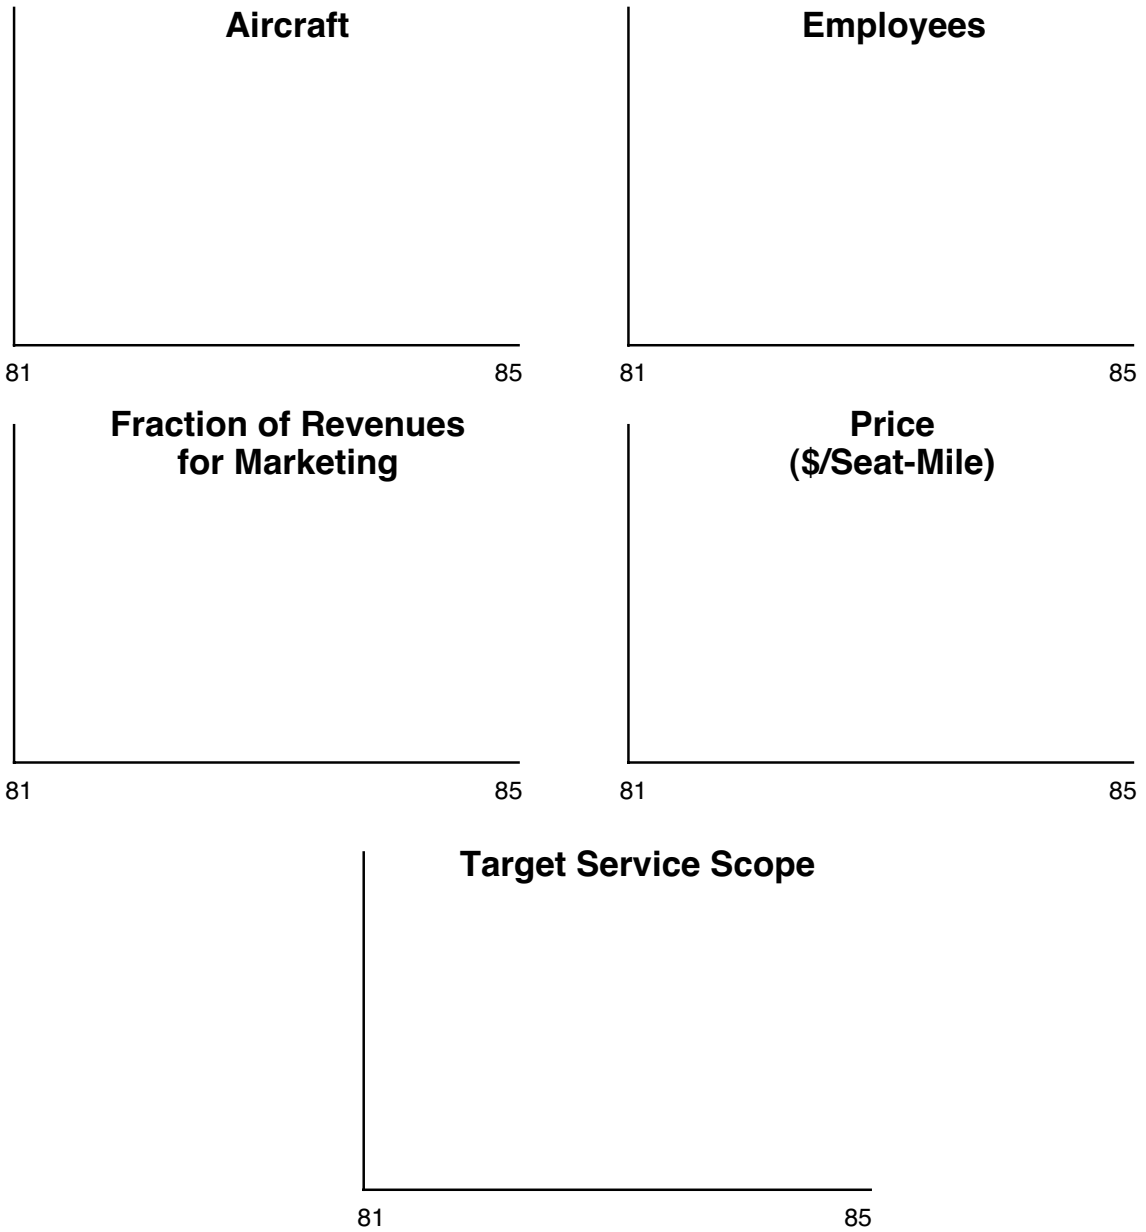 Aircraft
Employees
81
85
81
85
Fraction of Revenues
for Marketing
Price
($/Seat-Mile)
81
85
81
85
Target Service Scope
81
85